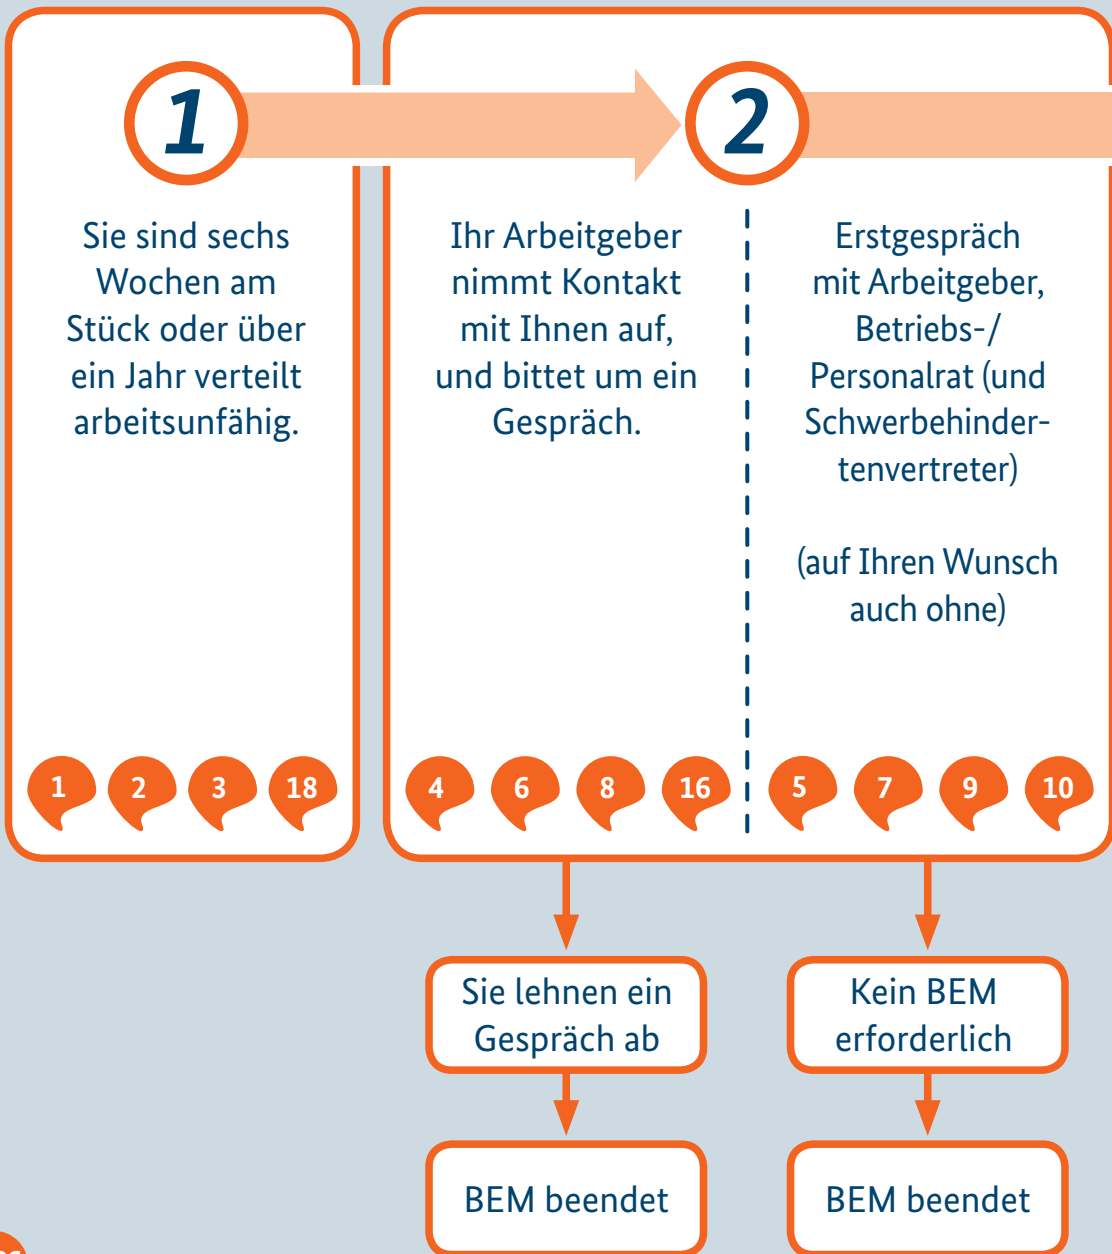 1
Sie sind sechs
Wochen am
Stück oder über
ein Jahr verteilt
arbeitsunfähig.
1 2 3 18
2
Ihr Arbeitgeber
nimmt Kontakt
mit Ihnen auf,
und bittet um ein
Gespräch.
4 6 8 16
Erstgespräch
mit Arbeitgeber,
Betriebs-/
Personalrat (und
Schwerbehinder-
tenvertreter)
(auf Ihren Wunsch
auch ohne)
5 7 9 10
Sie lehnen ein
Gespräch ab
BEM beendet
Kein BEM
erforderlich
BEM beendet